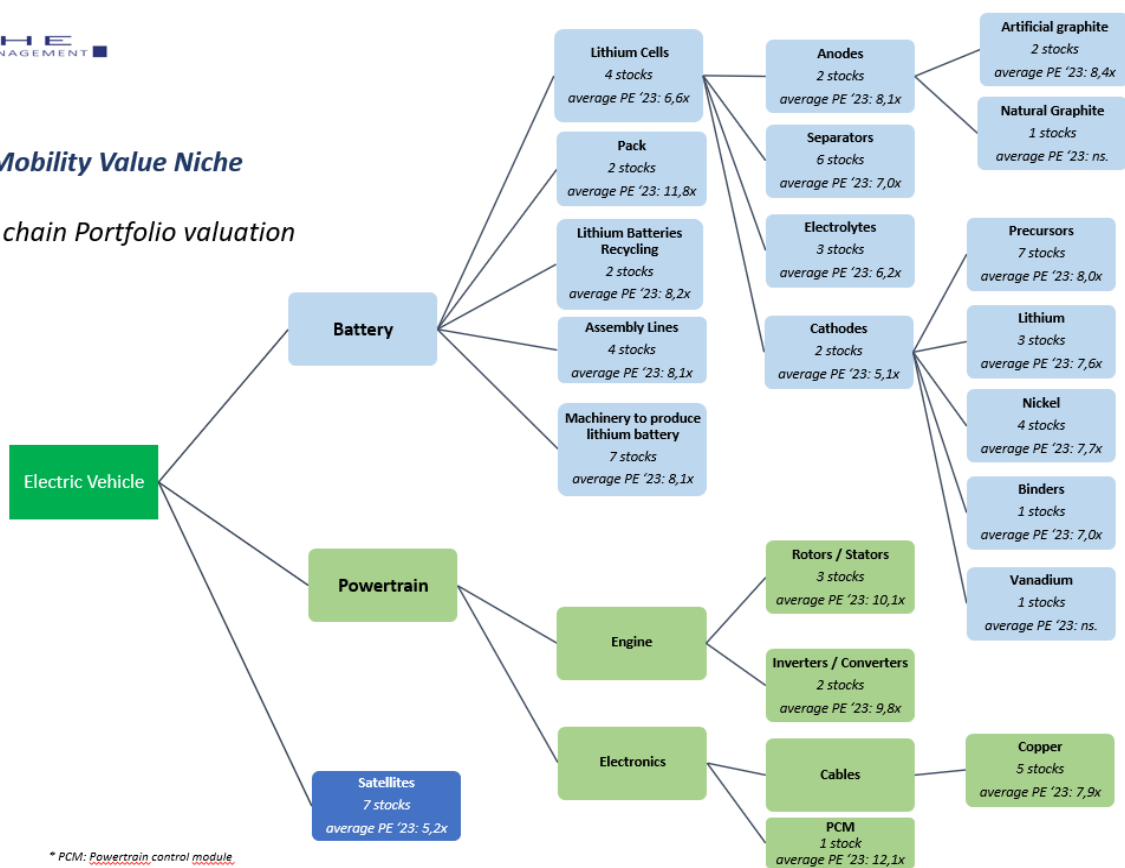 HE
NAGEMENT
Mobility Value Niche
chain Portfolio valuation
Electric Vehicle
Battery
Powertrain
Satellites
7 stocks
average PE ‘23: 5,2x
Lithium Cells
4 stocks
average PE ‘23: 6,6x
Pack
2 stocks
average PE ‘23: 11,8x
Lithium Batteries
Recycling
2 stocks
average PE ‘23: 8,2x
Assembly Lines
4 stocks
average PE ‘23: 8,1x
Machinery to produce
lithium battery
7 stocks
average PE ‘23: 8,1x
Engine
Electronics
Anodes
2 stocks
average PE ‘23: 8,1x
Separators
6 stocks
average PE ‘23: 7,0x
Electrolytes
3 stocks
average PE ‘23: 6,2x
Cathodes
2 stocks
average PE ‘23: 5,1x
Rotors / Stators
3 stocks
average PE ‘23: 10,1x
Inverters / Converters
2 stocks
average PE ‘23: 9,8x
Cables
PCM
1 stock
average PE ‘23: 12,1x
Artificial graphite
2 stocks
average PE ‘23: 8,4x
Natural Graphite
1 stocks
average PE ‘23: ns.
Precursors
7 stocks
average PE ‘23: 8,0x
Lithium
3 stocks
average PE ‘23: 7,6x
Nickel
4 stocks
average PE ‘23: 7,7x
Binders
1 stocks
average PE ‘23: 7,0x
Vanadium
1 stocks
average PE ‘23: ns.
Copper
5 stocks
average PE ‘23: 7,9x
* PCM: Powertrain control module